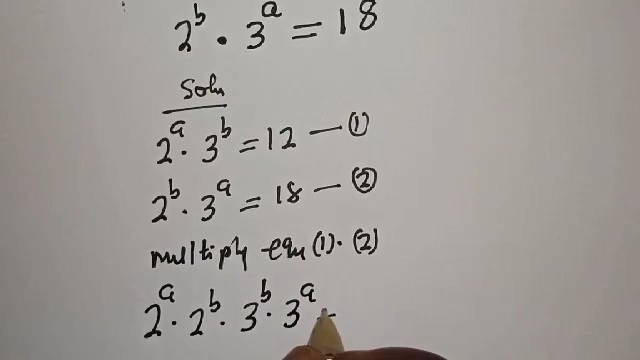 2^b · 3^a = 18
Soln
2^a · 3^b = 12 — ①
2^b · 3^a = 18 — ②
multiply equ (1) · (2)
2^a · 2^b · 3^b · 3^a